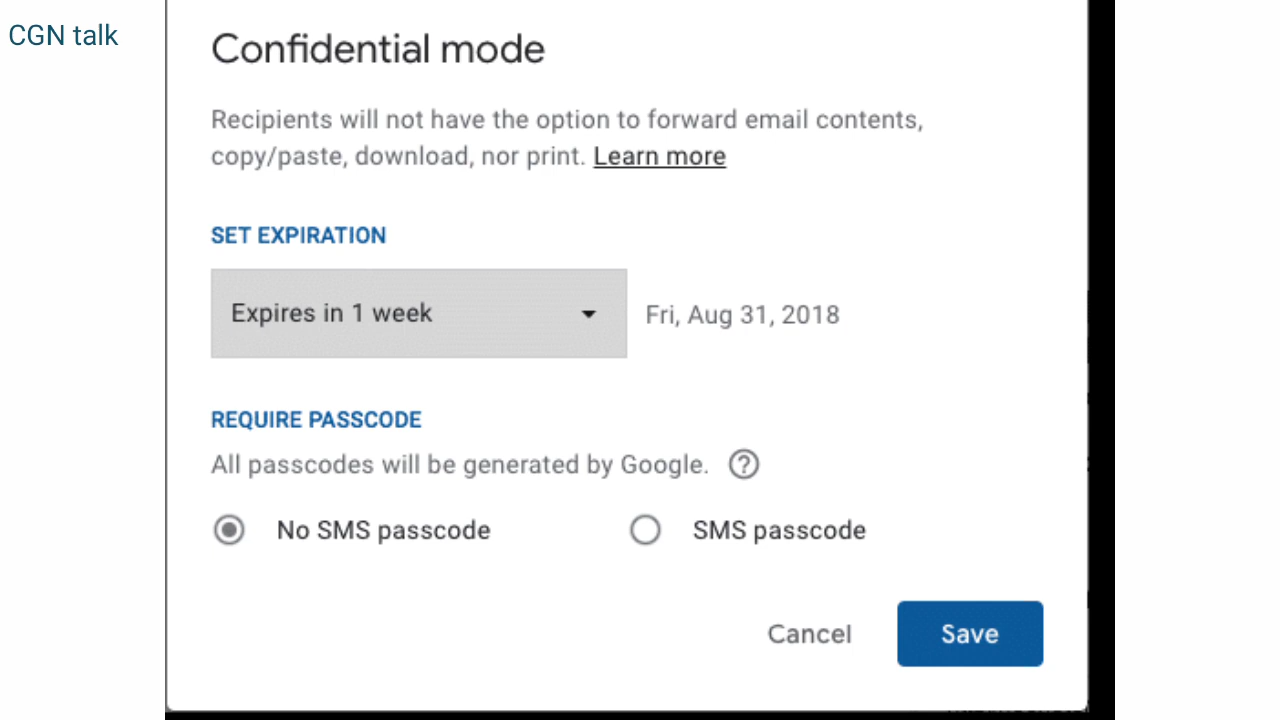 CGN talk
Confidential mode
Recipients will not have the option to forward email contents,
copy/paste, download, nor print. Learn more
SET EXPIRATION
Expires in 1 week
Fri, Aug 31, 2018
REQUIRE PASSCODE
All passcodes will be generated by Google.
No SMS passcode
SMS passcode
Cancel
Save